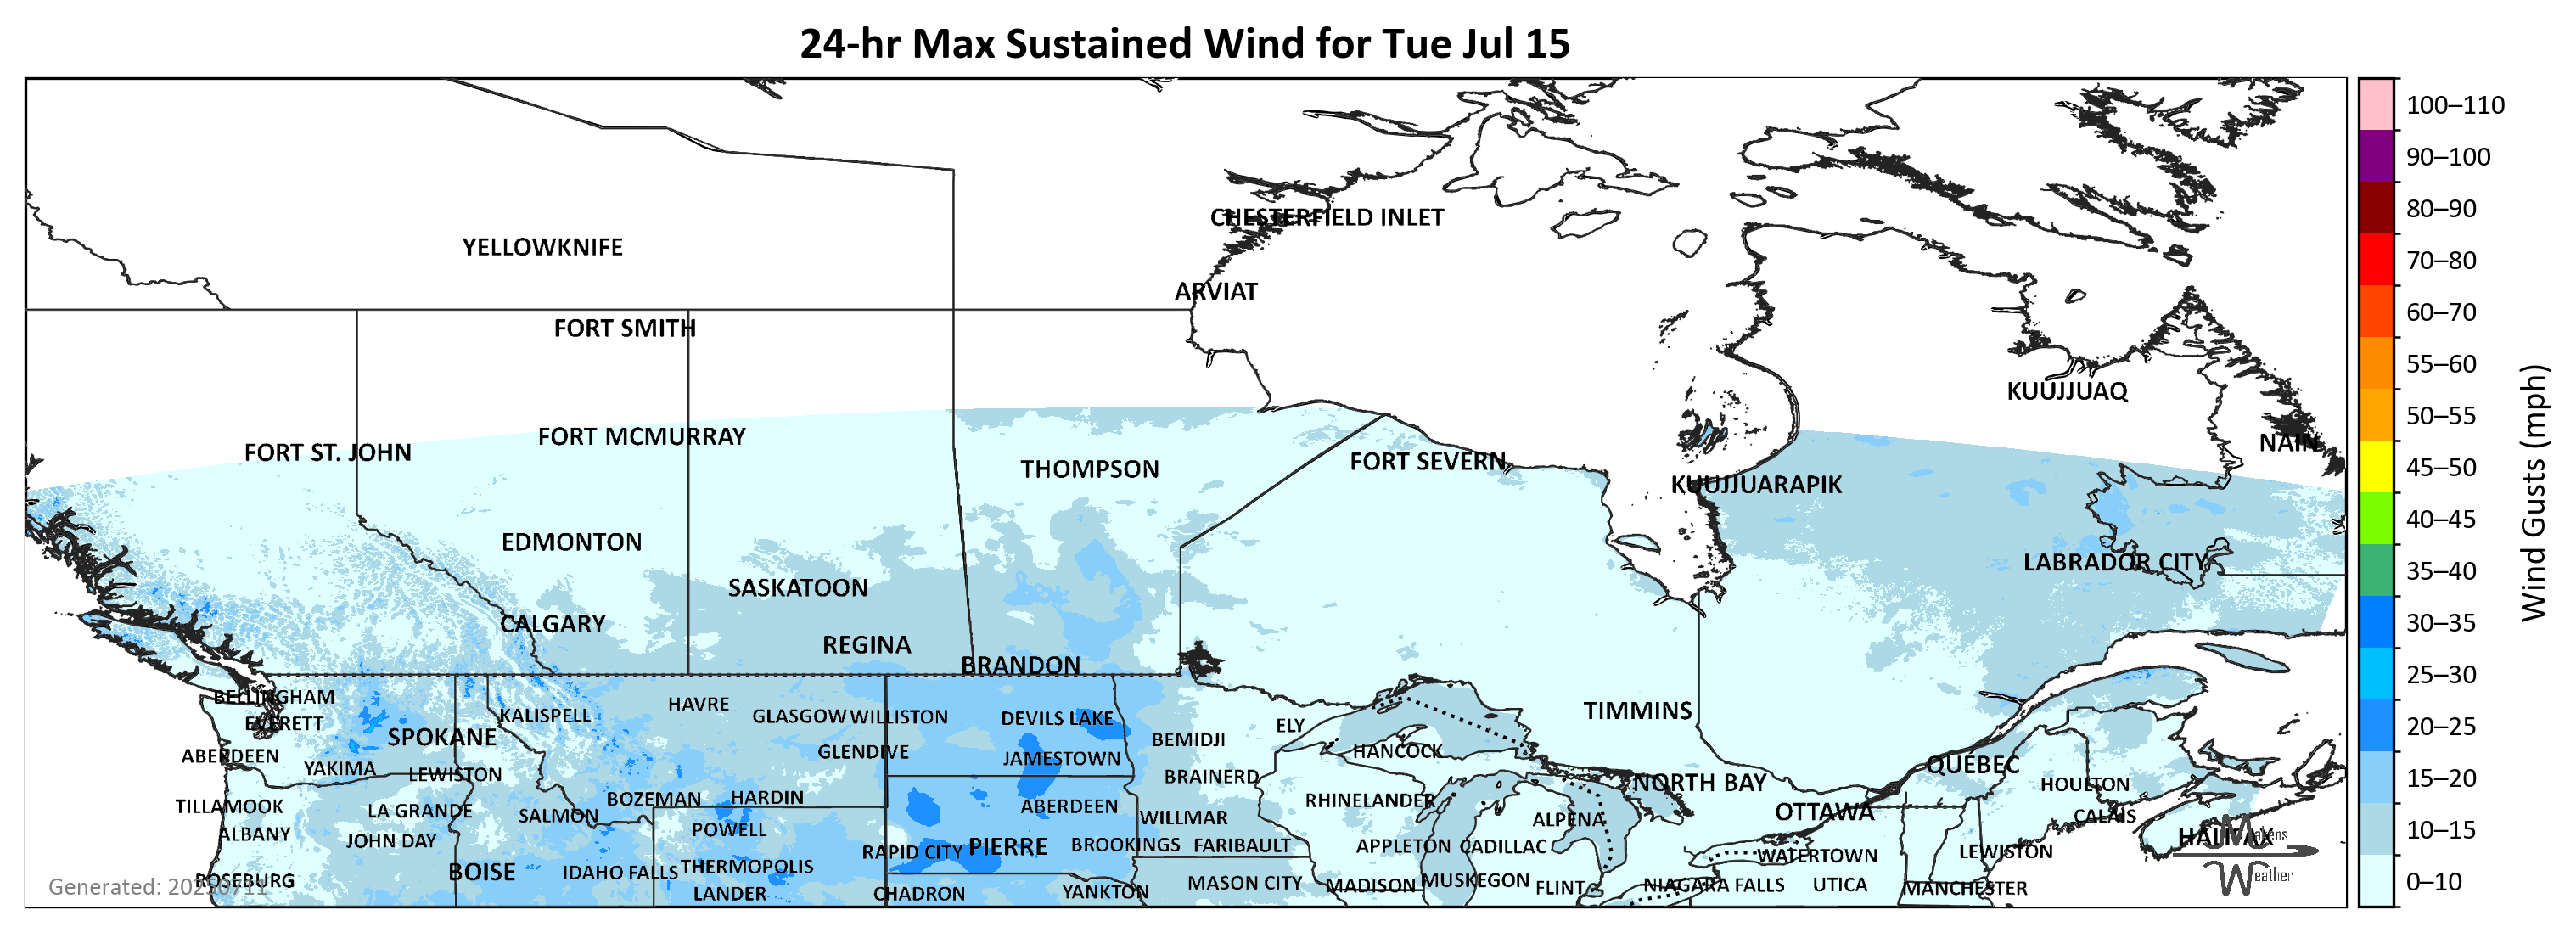 24-hr Max Sustained Wind for Tue Jul 15
100–110
90–100
80–90
70–80
60–70
55–60
50–55
45–50
40–45
35–40
30–35
25–30
20–25
15–20
10–15
0–10
Wind Gusts (mph)
CHESTERFIELD INLET
YELLOWKNIFE
ARVIAT
FORT SMITH
KUUJJUAQ
FORT MCMURRAY
NAIN
FORT ST. JOHN
FORT SEVERN
THOMPSON
KUUJJUARAPIK
EDMONTON
LABRADOR CITY
SASKATOON
CALGARY
REGINA
BRANDON
BELLINGHAM
HAVRE
TIMMINS
KALISPELL
GLASGOW
WILLISTON
DEVILS LAKE
EVERETT
ELY
SPOKANE
BEMIDJI
HANCOCK
GLENDIVE
ABERDEEN
JAMESTOWN
QUEBEC
YAKIMA
LEWISTON
BRAINERD
NORTH BAY
HOULTON
BOZEMAN
HARDIN
RHINELANDER
TILLAMOOK
LA GRANDE
ABERDEEN
OTTAWA
SALMON
WILLMAR
ALPENA
CALAIS
ALBANY
POWELL
HALIFAX
Makens
JOHN DAY
PIERRE
BROOKINGS
FARIBAULT
APPLETON
CADILLAC
RAPID CITY
LEWISTON
WATERTOWN
BOISE
IDAHO FALLS
THERMOPOLIS
Weather
ROSEBURG
MASON CITY
MADISON
MUSKEGON
FLINT
NIAGARA FALLS
UTICA
MANCHESTER
Generated: 20250711
LANDER
CHADRON
YANKTON